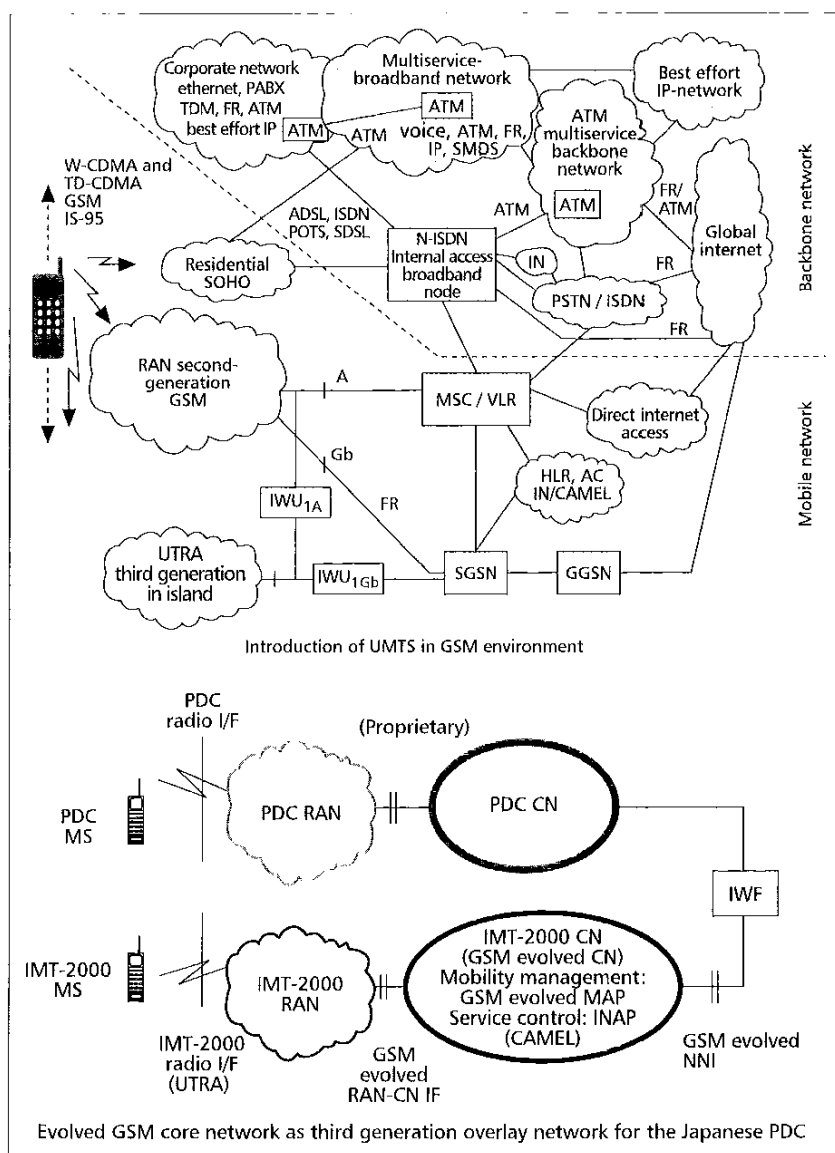 Corporate network
ethernet, PABX
TDM, FR, ATM
best effort IP
ATM
Multiservice-
broadband network
ATM
ATM
voice, ATM, FR,
IP, SMDS
Best effort
IP-network
ATM
multiservice
backbone
network
ATM
W-CDMA and
TD-CDMA
GSM
IS-95
ADSL, ISDN
POTS, SDSL
ATM
FR/
ATM
Global
internet
Backbone network
Residential
SOHO
N-ISDN
Internal access
broadband
node
IN
FR
PSTN / ISDN
FR
RAN second-
generation
GSM
A
MSC / VLR
Direct internet
access
Mobile network
Gb
HLR, AC
IN/CAMEL
IWU1A
FR
UTRA
third generation
in island
IWU1Gb
SGSN
GGSN
Introduction of UMTS in GSM environment
PDC
radio I/F
(Proprietary)
PDC
MS
PDC RAN
PDC CN
IWF
IMT-2000
MS
IMT-2000
RAN
IMT-2000 CN
(GSM evolved CN)
Mobility management:
GSM evolved MAP
Service control: INAP
(CAMEL)
IMT-2000
radio I/F
(UTRA)
GSM
evolved
RAN-CN IF
GSM evolved
NNI
Evolved GSM core network as third generation overlay network for the Japanese PDC